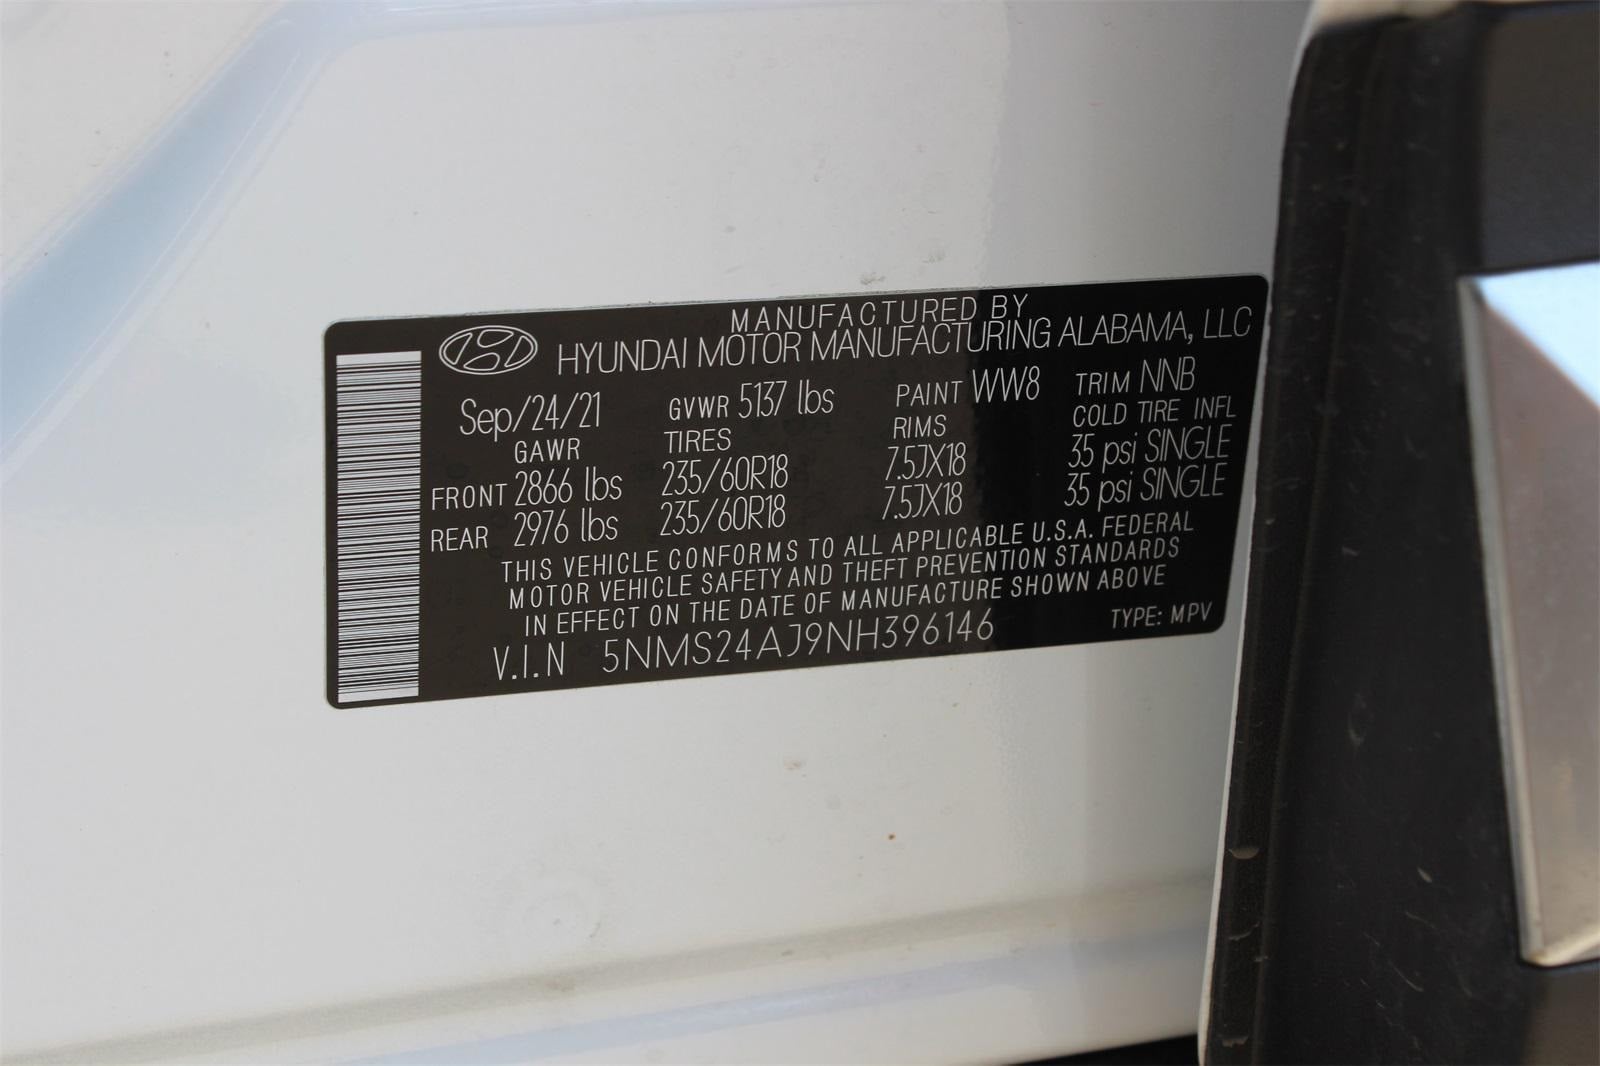 MANUFACTURED BY
HYUNDAI MOTOR MANUFACTURING ALABAMA, LLC
Sep/24/21 GVWR 5137 lbs PAINT WW8 TRIM NNB
GAWR TIRES RIMS COLD TIRE INFL
FRONT 2866 lbs 235/60R18 7.5JX18 35 psi SINGLE
REAR 2976 lbs 235/60R18 7.5JX18 35 psi SINGLE
THIS VEHICLE CONFORMS TO ALL APPLICABLE U.S.A. FEDERAL
MOTOR VEHICLE SAFETY AND THEFT PREVENTION STANDARDS
IN EFFECT ON THE DATE OF MANUFACTURE SHOWN ABOVE
V.I.N 5NMS24AJ9NH396146 TYPE: MPV